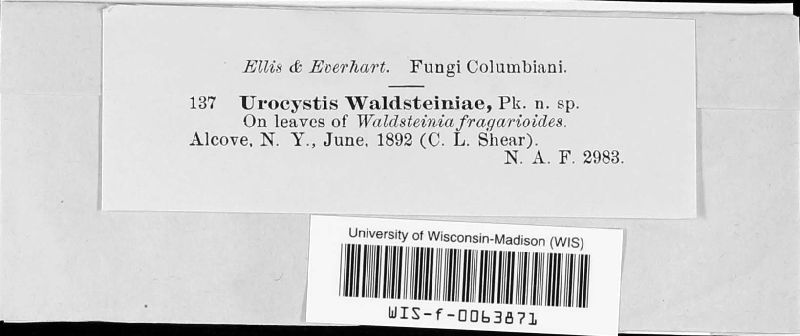 Ellis & Everhart. Fungi Columbiani.
137 Urocystis Waldsteiniae, Pk. n. sp.
On leaves of Waldsteinia fragarioides.
Alcove, N. Y., June, 1892 (C. L. Shear).
N. A. F. 2983.
University of Wisconsin-Madison (WIS)
WIS-f-0063871